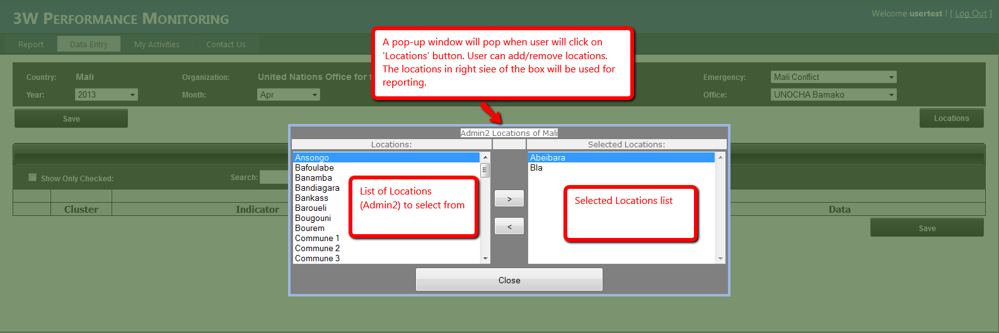 3W PERFORMANCE MONITORING
Welcome usertest ! [ Log Out ]
Report
Data Entry
My Activities
Contact Us
A pop-up window will pop when user will click on
'Locations' button. User can add/remove locations.
The locations in right siee of the box will be used for
reporting.
Country: Mali
Organization: United Nations Office for
Emergency: Mali Conflict
Year: 2013
Month: Apr
Office: UNOCHA Bamako
Save
Locations
Admin2 Locations of Mali
Locations:
Selected Locations:
Ansongo
Bafoulabe
Banamba
Bandiagara
Bankass
Baroueli
Bougouni
Bourem
Commune 1
Commune 2
Commune 3
List of Locations
(Admin2) to select from
>
<
Abeibara
Bla
Selected Locations list
Close
Show Only Checked:
Search:
Cluster
Indicator
Data
Save